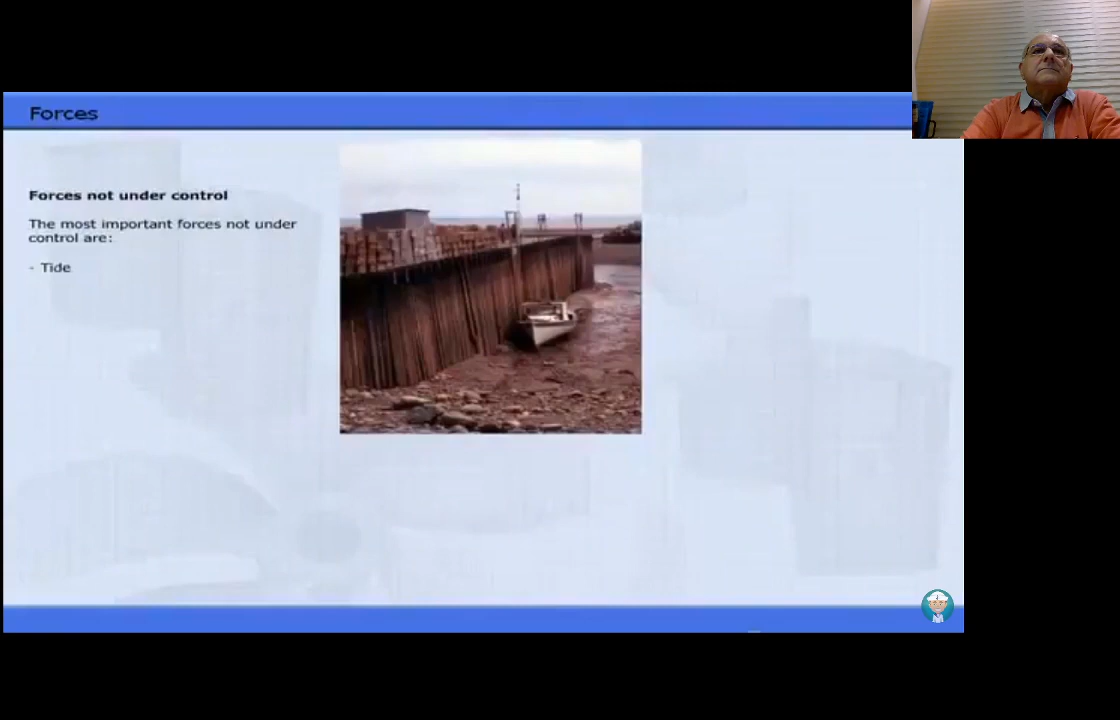 Forces
Forces not under control
The most important forces not under
control are:
- Tide